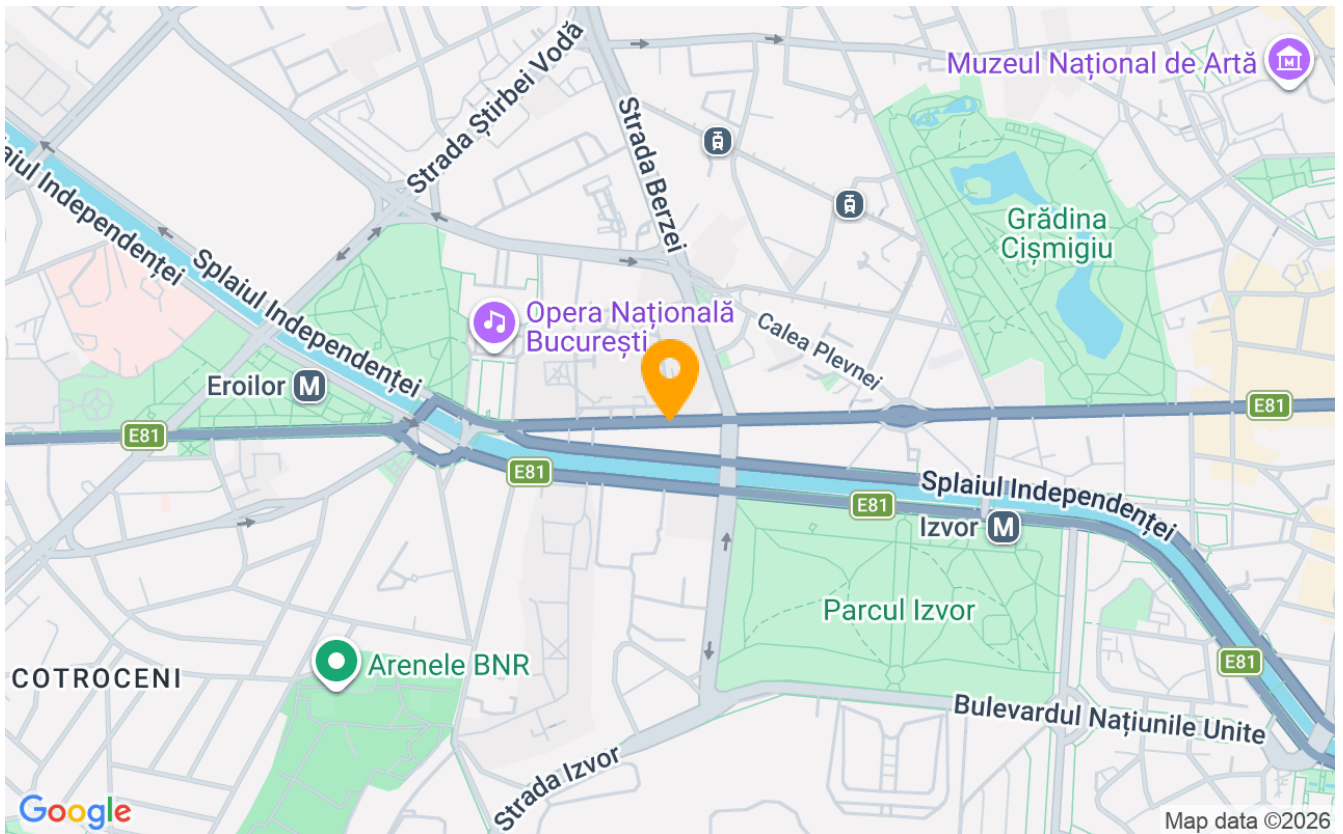 Muzeul Național de Artă
Strada Știrbei Vodă
Strada Berzei
Splaiul Independenței
Splaiul Independenței
Grădina
Cișmigiu
Opera Națională
București
Calea Plevnei
Eroilor M
E81
E81
E81
E81
Splaiul Independenței
Izvor M
Parcul Izvor
E81
Arenele BNR
COTROCENI
Bulevardul Națiunile Unite
Strada Izvor
Google
Map data ©2026